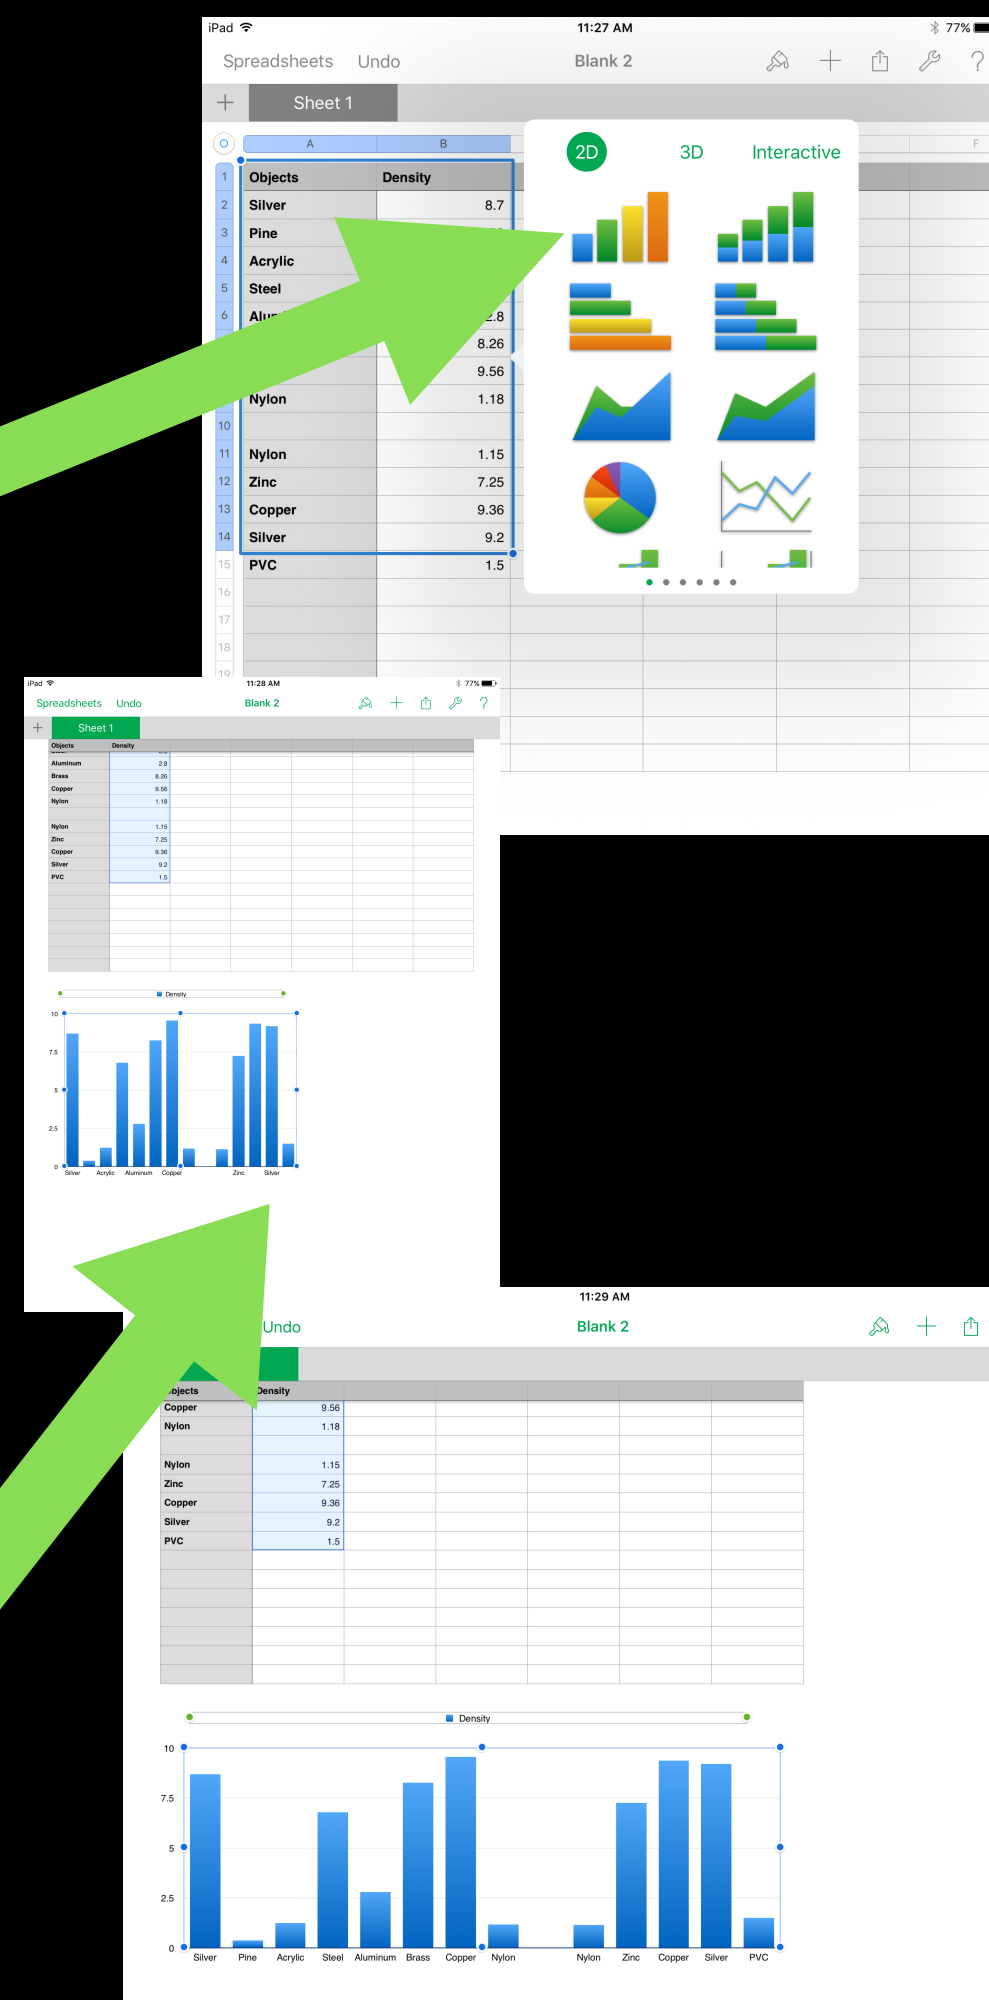 iPad 11:27 AM 77%
Spreadsheets Undo Blank 2 ?
+ Sheet 1
2D 3D Interactive
A B F
1 Objects Density
2 Silver 8.7
3 Pine
4 Acrylic
5 Steel
6 2.8
8.26
9.56
Nylon 1.18
10
11 Nylon 1.15
12 Zinc 7.25
13 Copper 9.36
14 Silver 9.2
15 PVC 1.5
16
17
18
19
iPad 11:28 AM 77%
Spreadsheets Undo Blank 2 ?
+ Sheet 1
Objects Density
Aluminum 2.8
Brass 8.26
Copper 9.56
Nylon 1.18
Nylon 1.15
Zinc 7.25
Copper 9.36
Silver 9.2
PVC 1.5
Density
10
7.5
5
2.5
0
Silver Acrylic Aluminum Copper Zinc Silver
11:29 AM
Undo Blank 2
Objects Density
Copper 9.56
Nylon 1.18
Nylon 1.15
Zinc 7.25
Copper 9.36
Silver 9.2
PVC 1.5
Density
10
7.5
5
2.5
0
Silver Pine Acrylic Steel Aluminum Brass Copper Nylon Nylon Zinc Copper Silver PVC